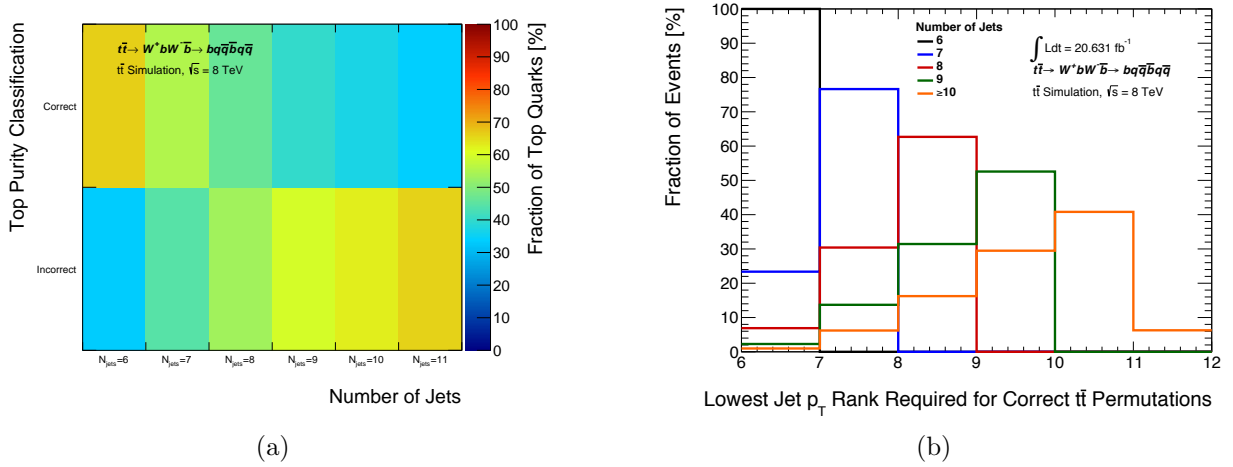 Top Purity Classification
Correct
Incorrect
tt̅→ W⁺bW⁻b̅→ bqq̅b̅qq̅
tt̅ Simulation, √s = 8 TeV
N_jets=6 N_jets=7 N_jets=8 N_jets=9 N_jets=10 N_jets=11
Number of Jets
100
90
80
70
60
50
40
30
20
10
0
Fraction of Top Quarks [%]
(a)
Fraction of Events [%]
100
90
80
70
60
50
40
30
20
10
0
Number of Jets
6
7
8
9
≥10
∫ Ldt = 20.631 fb⁻¹
tt̅→ W⁺bW⁻b̅→ bqq̅b̅qq̅
tt̅ Simulation, √s = 8 TeV
6 7 8 9 10 11 12
Lowest Jet p_T Rank Required for Correct tt̅ Permutations
(b)